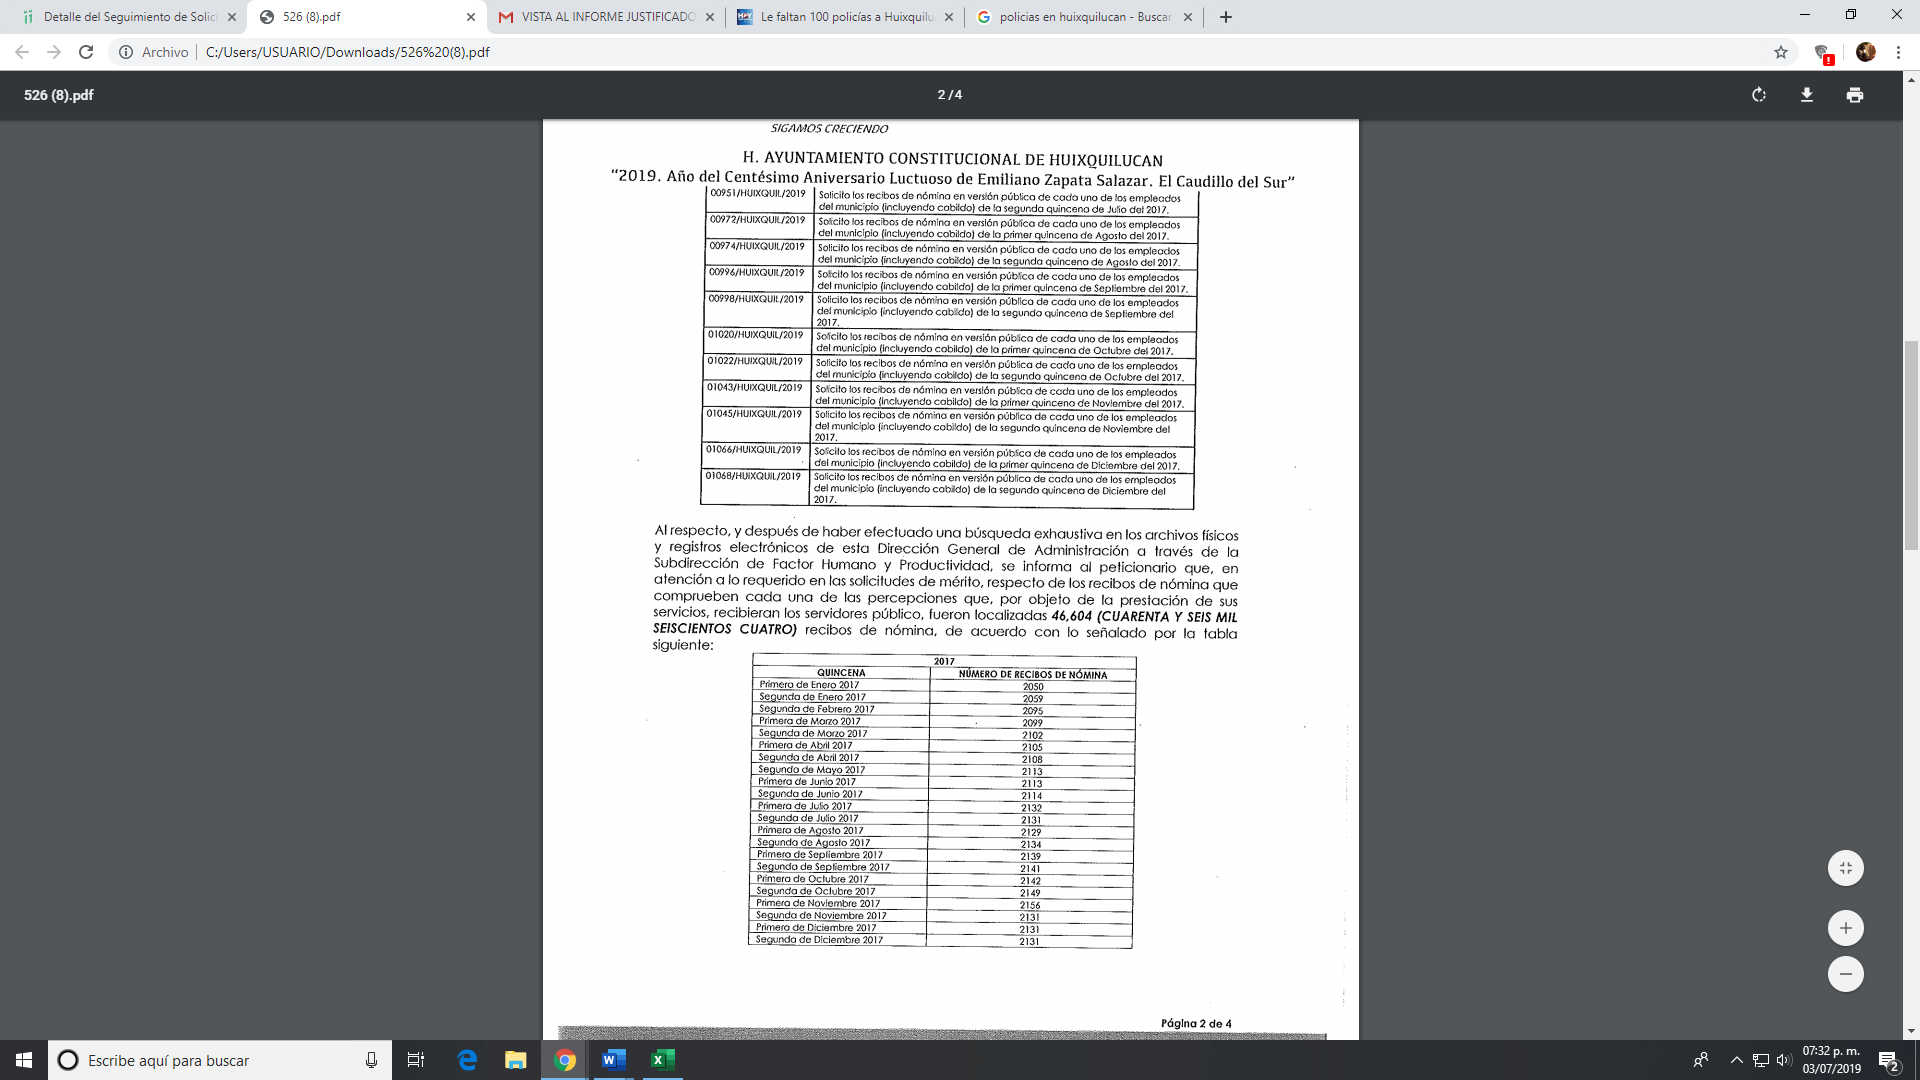 Detalle del Seguimiento de Solici
526 (8).pdf
VISTA AL INFORME JUSTIFICADO
Le faltan 100 policías a Huixquilu
policias en huixquilucan - Buscar
Archivo
C:/Users/USUARIO/Downloads/526%20(8).pdf
526 (8).pdf
2 / 4
SIGAMOS CRECIENDO
H. AYUNTAMIENTO CONSTITUCIONAL DE HUIXQUILUCAN
"2019. Año del Centésimo Aniversario Luctuoso de Emiliano Zapata Salazar. El Caudillo del Sur"
00951/HUIXQUIL/2019 Solicito los recibos de nómina en versión pública de cada uno de los empleados
del municipio (incluyendo cabildo) de la segunda quincena de Julio del 2017.
00972/HUIXQUIL/2019 Solicito los recibos de nómina en versión pública de cada uno de los empleados
del municipio (incluyendo cabildo) de la primer quincena de Agosto del 2017.
00974/HUIXQUIL/2019 Solicito los recibos de nómina en versión pública de cada uno de los empleados
del municipio (incluyendo cabildo) de la segunda quincena de Agosto del 2017.
00996/HUIXQUIL/2019 Solicito los recibos de nómina en versión pública de cada uno de los empleados
del municipio (incluyendo cabildo) de la primer quincena de Septiembre del 2017.
00998/HUIXQUIL/2019 Solicito los recibos de nómina en versión pública de cada uno de los empleados
del municipio (incluyendo cabildo) de la segunda quincena de Septiembre del
2017.
01020/HUIXQUIL/2019 Solicito los recibos de nómina en versión pública de cada uno de los empleados
del municipio (incluyendo cabildo) de la primer quincena de Octubre del 2017.
01022/HUIXQUIL/2019 Solicito los recibos de nómina en versión pública de cada uno de los empleados
del municipio (incluyendo cabildo) de la segunda quincena de Octubre del 2017.
01043/HUIXQUIL/2019 Solicito los recibos de nómina en versión pública de cada uno de los empleados
del municipio (incluyendo cabildo) de la primer quincena de Noviembre del 2017.
01045/HUIXQUIL/2019 Solicito los recibos de nómina en versión pública de cada uno de los empleados
del municipio (incluyendo cabildo) de la segunda quincena de Noviembre del
2017.
01066/HUIXQUIL/2019 Solicito los recibos de nómina en versión pública de cada uno de los empleados
del municipio (incluyendo cabildo) de la primer quincena de Diciembre del 2017.
01068/HUIXQUIL/2019 Solicito los recibos de nómina en versión pública de cada uno de los empleados
del municipio (incluyendo cabildo) de la segunda quincena de Diciembre del
2017.
Al respecto, y después de haber efectuado una búsqueda exhaustiva en los archivos físicos
y registros electrónicos de esta Dirección General de Administración a través de la
Subdirección de Factor Humano y Productividad, se informa al peticionario que, en
atención a lo requerido en las solicitudes de mérito, respecto de los recibos de nómina que
comprueben cada una de las percepciones que, por objeto de la prestación de sus
servicios, recibieran los servidores público, fueron localizadas 46,604 (CUARENTA Y SEIS MIL
SEISCIENTOS CUATRO) recibos de nómina, de acuerdo con lo señalado por la tabla
siguiente:
2017
QUINCENA NÚMERO DE RECIBOS DE NÓMINA
Primera de Enero 2017 2050
Segunda de Enero 2017 2059
Segunda de Febrero 2017 2095
Primera de Marzo 2017 2099
Segunda de Marzo 2017 2102
Primera de Abril 2017 2105
Segunda de Abril 2017 2108
Segunda de Mayo 2017 2113
Primera de Junio 2017 2113
Segunda de Junio 2017 2114
Primera de Julio 2017 2132
Segunda de Julio 2017 2131
Primera de Agosto 2017 2129
Segunda de Agosto 2017 2134
Primera de Septiembre 2017 2139
Segunda de Septiembre 2017 2141
Primera de Octubre 2017 2142
Segunda de Octubre 2017 2149
Primera de Noviembre 2017 2156
Segunda de Noviembre 2017 2131
Primera de Diciembre 2017 2131
Segunda de Diciembre 2017 2131
Página 2 de 4
Escribe aquí para buscar
07:32 p. m.
03/07/2019
2